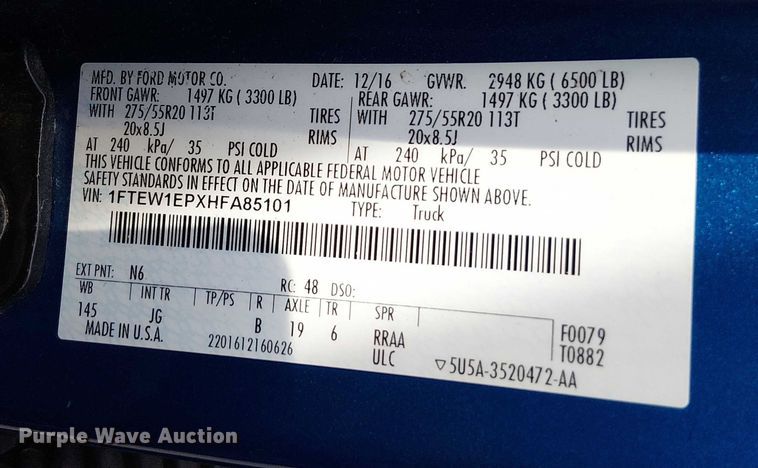 MFD. BY FORD MOTOR CO. DATE: 12/16 GVWR. 2948 KG ( 6500 LB)
FRONT GAWR: 1497 KG ( 3300 LB) REAR GAWR: 1497 KG ( 3300 LB)
WITH 275/55R20 113T TIRES WITH 275/55R20 113T TIRES
20x8.5J RIMS 20x8.5J RIMS
AT 240 kPa/ 35 PSI COLD AT 240 kPa/ 35 PSI COLD
THIS VEHICLE CONFORMS TO ALL APPLICABLE FEDERAL MOTOR VEHICLE
SAFETY STANDARDS IN EFFECT ON THE DATE OF MANUFACTURE SHOWN ABOVE.
VIN: 1FTEW1EPXHFA85101 TYPE: Truck
EXT PNT: N6 RC: 48 DSO:
WB INT TR TP/PS R AXLE TR SPR
145 JG B 19 6 RRAA F0079
MADE IN U.S.A. 2201612160626 ULC T0882
▽5U5A-3520472-AA
Purple Wave Auction